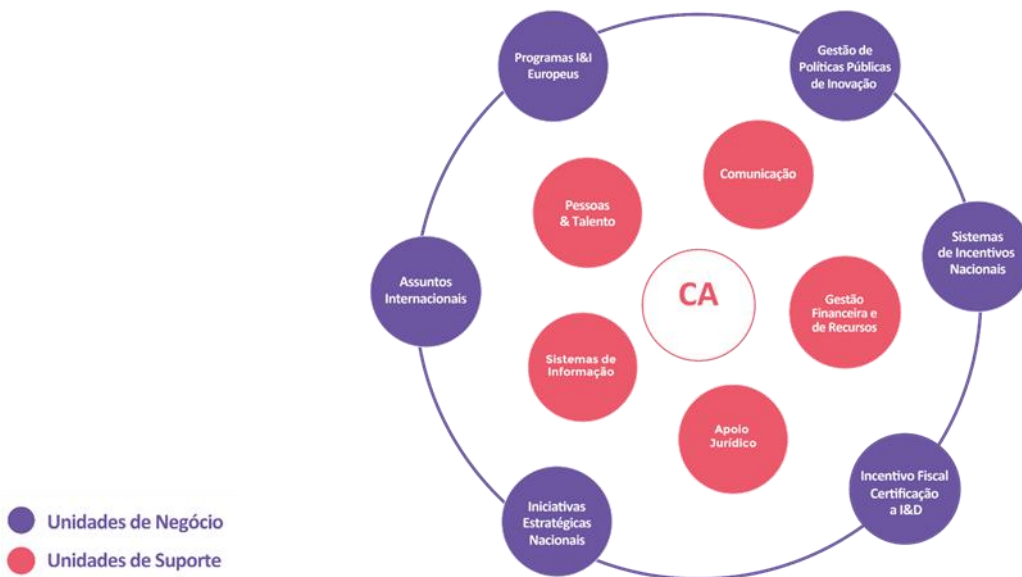 Programas I&I
Europeus
Gestão de
Políticas Públicas
de Inovação
Comunicação
Pessoas
& Talento
Sistemas
de Incentivos
Nacionais
Assuntos
Internacionais
CA
Gestão
Financeira e
de Recursos
Sistemas de
Informação
Apoio
Jurídico
Incentivo Fiscal
Certificação
a I&D
Iniciativas
Estratégicas
Nacionais
Unidades de Negócio
Unidades de Suporte